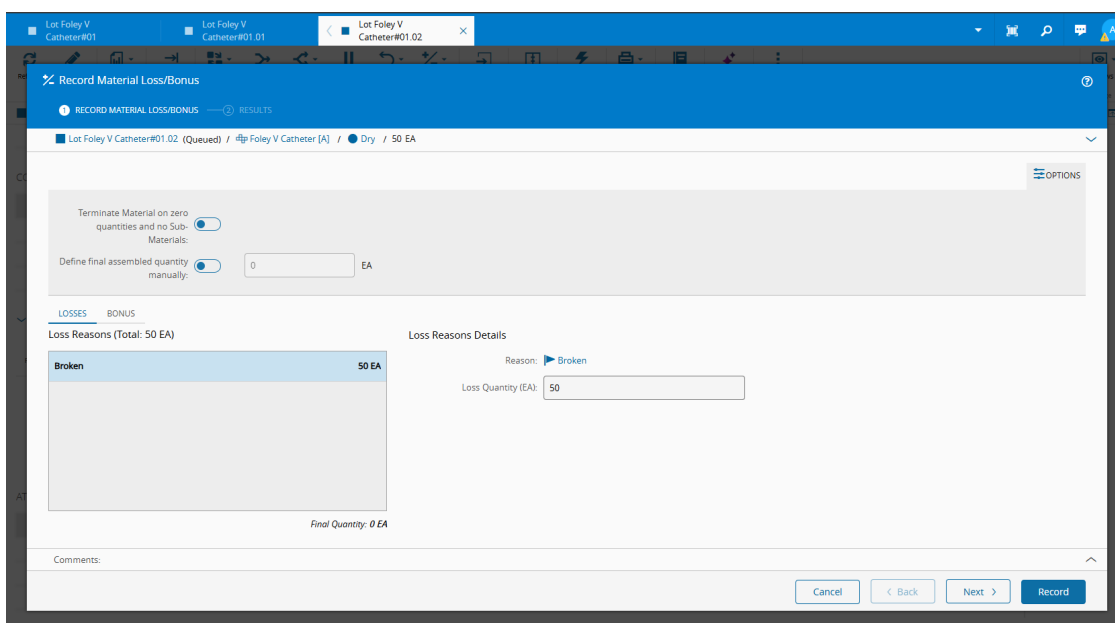 Lot Foley V
Catheter#01
Lot Foley V
Catheter#01.01
Lot Foley V
Catheter#01.02
Record Material Loss/Bonus
1 RECORD MATERIAL LOSS/BONUS 2 RESULTS
Lot Foley V Catheter#01.02 (Queued) / Foley V Catheter [A] / Dry / 50 EA
OPTIONS
Terminate Material on zero
quantities and no Sub-
Materials:
Define final assembled quantity
manually:
0 EA
LOSSES BONUS
Loss Reasons (Total: 50 EA)
Broken 50 EA
Final Quantity: 0 EA
Loss Reasons Details
Reason: Broken
Loss Quantity (EA): 50
Comments:
Cancel < Back Next > Record